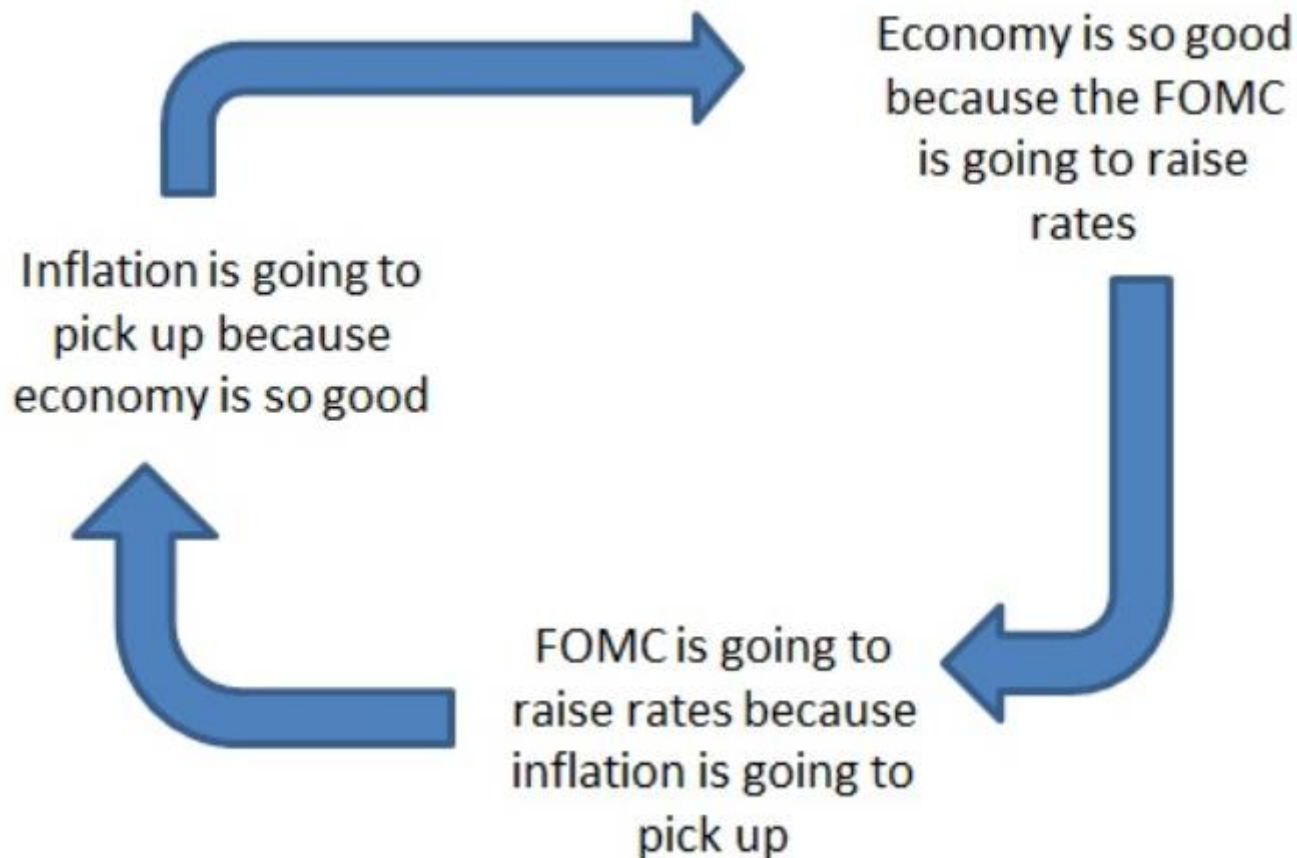 Economy is so good
because the FOMC
is going to raise
rates
Inflation is going to
pick up because
economy is so good
FOMC is going to
raise rates because
inflation is going to
pick up